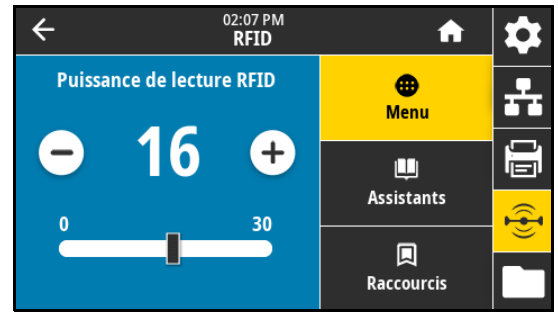 02:07 PM
RFID
Puissance de lecture RFID
16
0 30
Menu
Assistants
Raccourcis